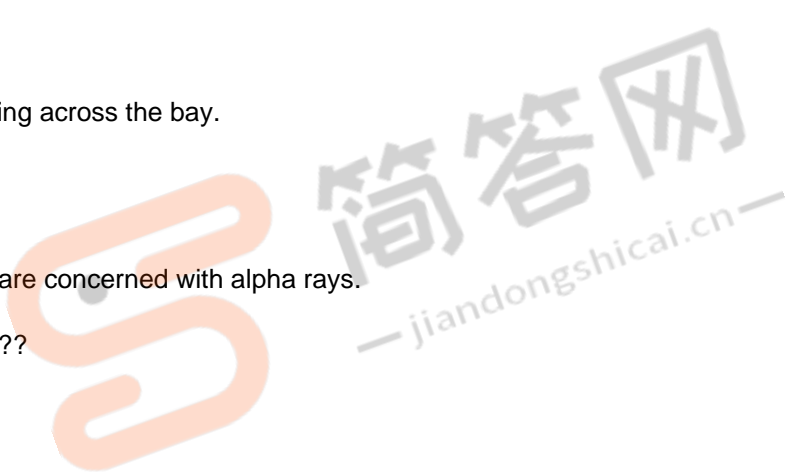 ing across the bay.
简答网
jiandongshicai.cn
are concerned with alpha rays.
??